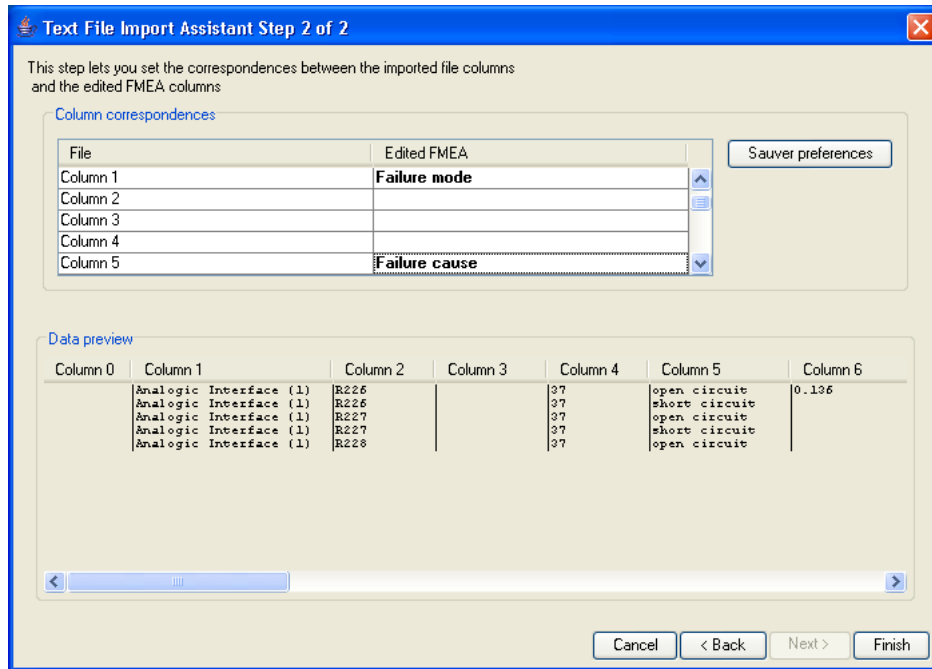 Text File Import Assistant Step 2 of 2
This step lets you set the correspondences between the imported file columns
and the edited FMEA columns
Column correspondences
File Edited FMEA Sauver preferences
Column 1 Failure mode
Column 2
Column 3
Column 4
Column 5 Failure cause
Data preview
Column 0 Column 1 Column 2 Column 3 Column 4 Column 5 Column 6
Analogic Interface (1) R226 37 open circuit 0.136
Analogic Interface (1) R226 37 short circuit
Analogic Interface (1) R227 37 open circuit
Analogic Interface (1) R227 37 short circuit
Analogic Interface (1) R228 37 open circuit
Cancel < Back Next > Finish